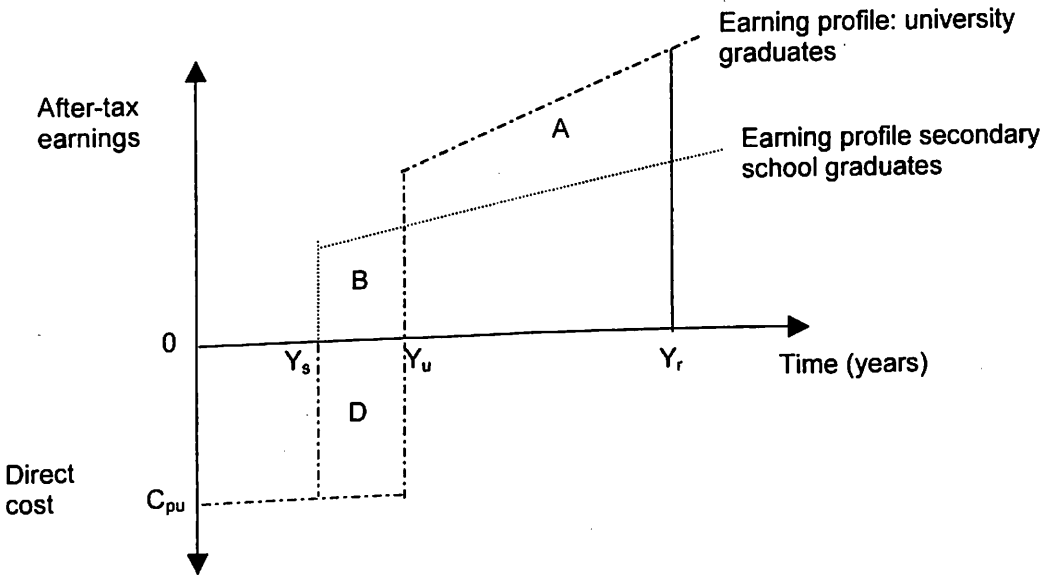 Earning profile: university
graduates
After-tax
earnings
A
Earning profile secondary
school graduates
B
0
Yₛ
Yᵤ
Yᵣ
Time (years)
D
Direct
cost
Cₚᵤ